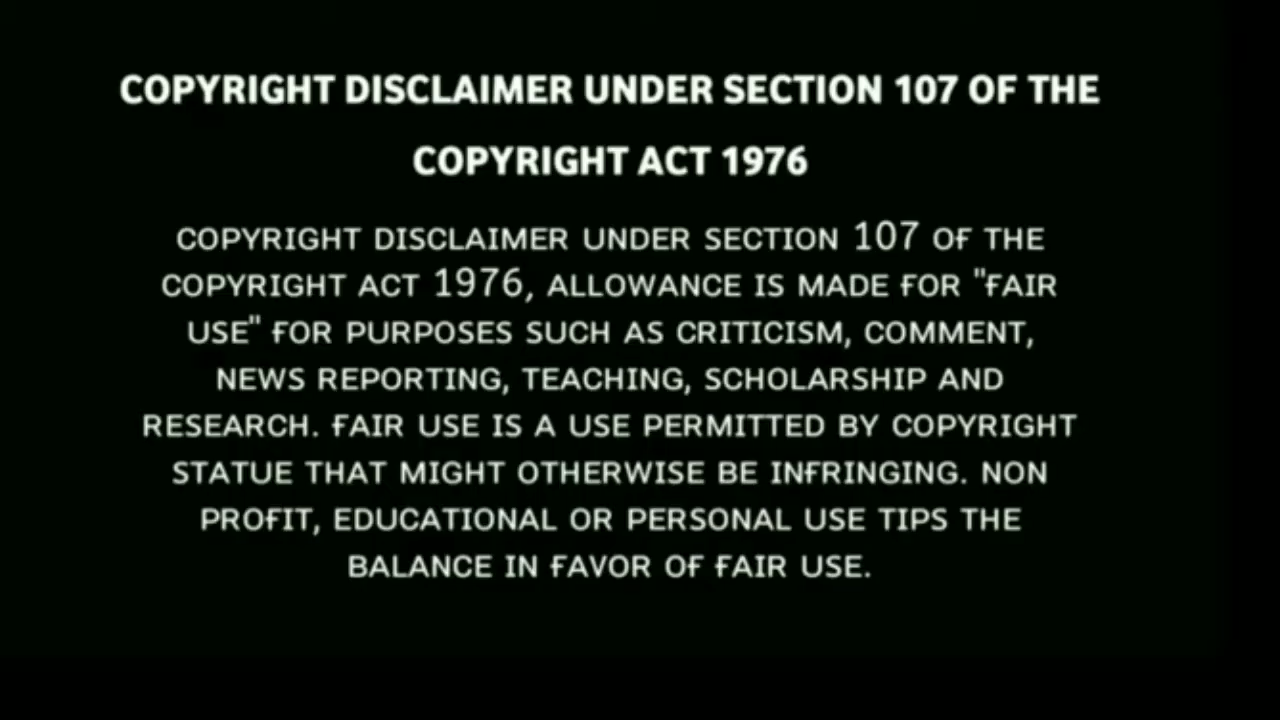 COPYRIGHT DISCLAIMER UNDER SECTION 107 OF THE
COPYRIGHT ACT 1976
COPYRIGHT DISCLAIMER UNDER SECTION 107 OF THE
COPYRIGHT ACT 1976, ALLOWANCE IS MADE FOR "FAIR
USE" FOR PURPOSES SUCH AS CRITICISM, COMMENT,
NEWS REPORTING, TEACHING, SCHOLARSHIP AND
RESEARCH. FAIR USE IS A USE PERMITTED BY COPYRIGHT
STATUE THAT MIGHT OTHERWISE BE INFRINGING. NON
PROFIT, EDUCATIONAL OR PERSONAL USE TIPS THE
BALANCE IN FAVOR OF FAIR USE.